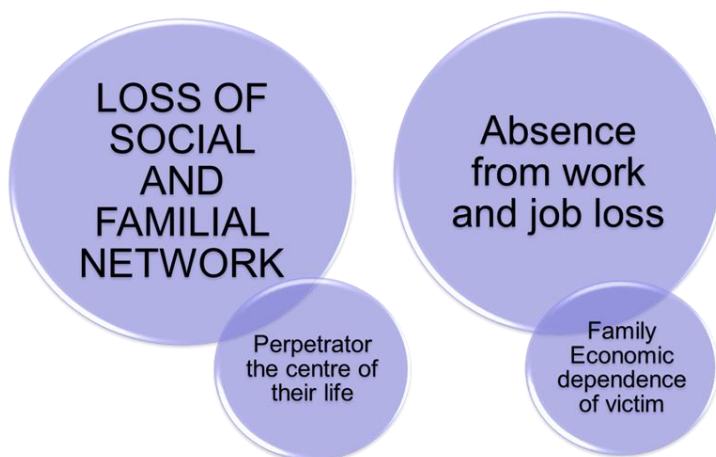 LOSS OF
SOCIAL
AND
FAMILIAL
NETWORK
Perpetrator
the centre of
their life
Absence
from work
and job loss
Family
Economic
dependence
of victim